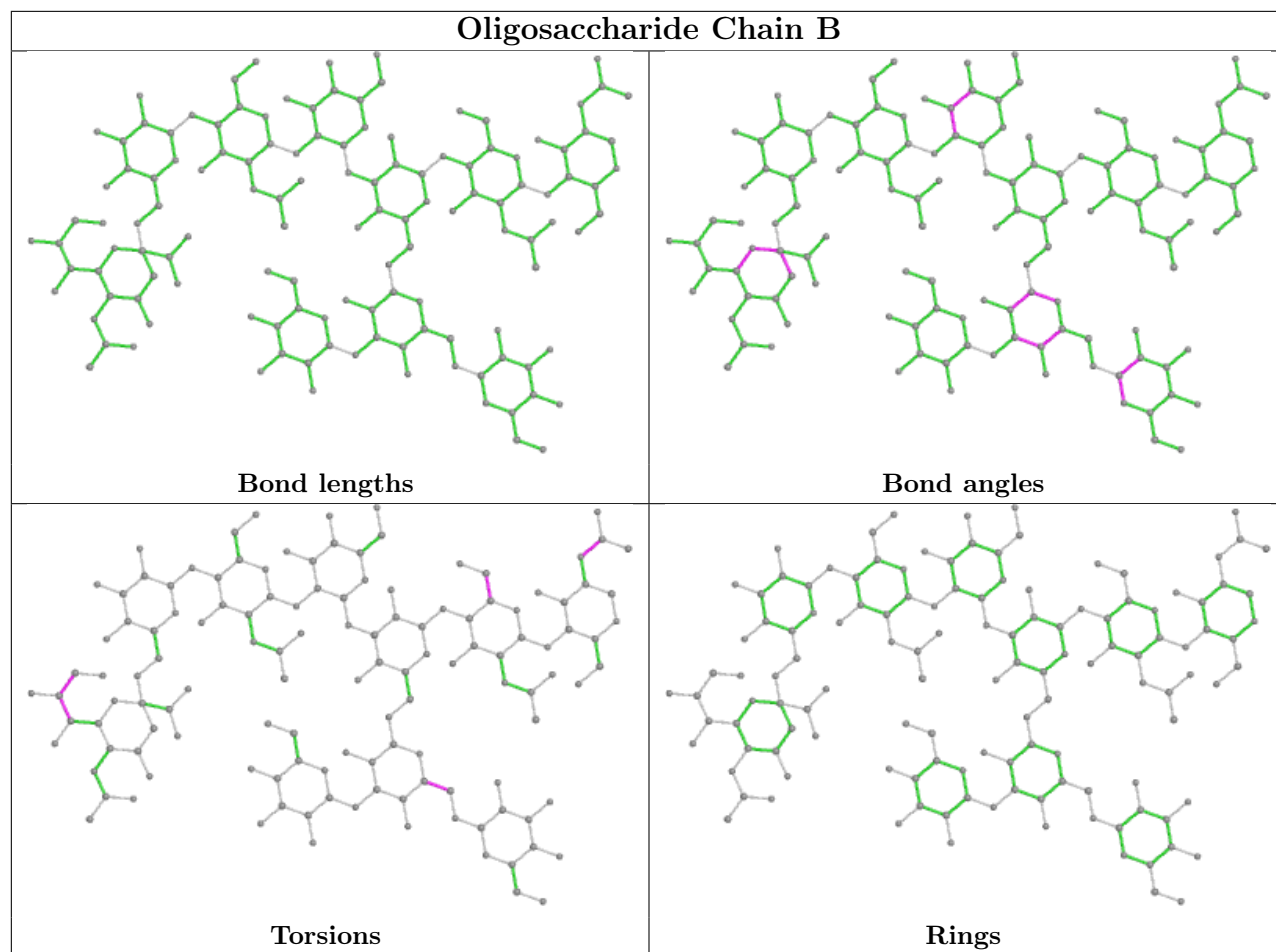 Oligosaccharide Chain B
Bond lengths
Bond angles
Torsions
Rings